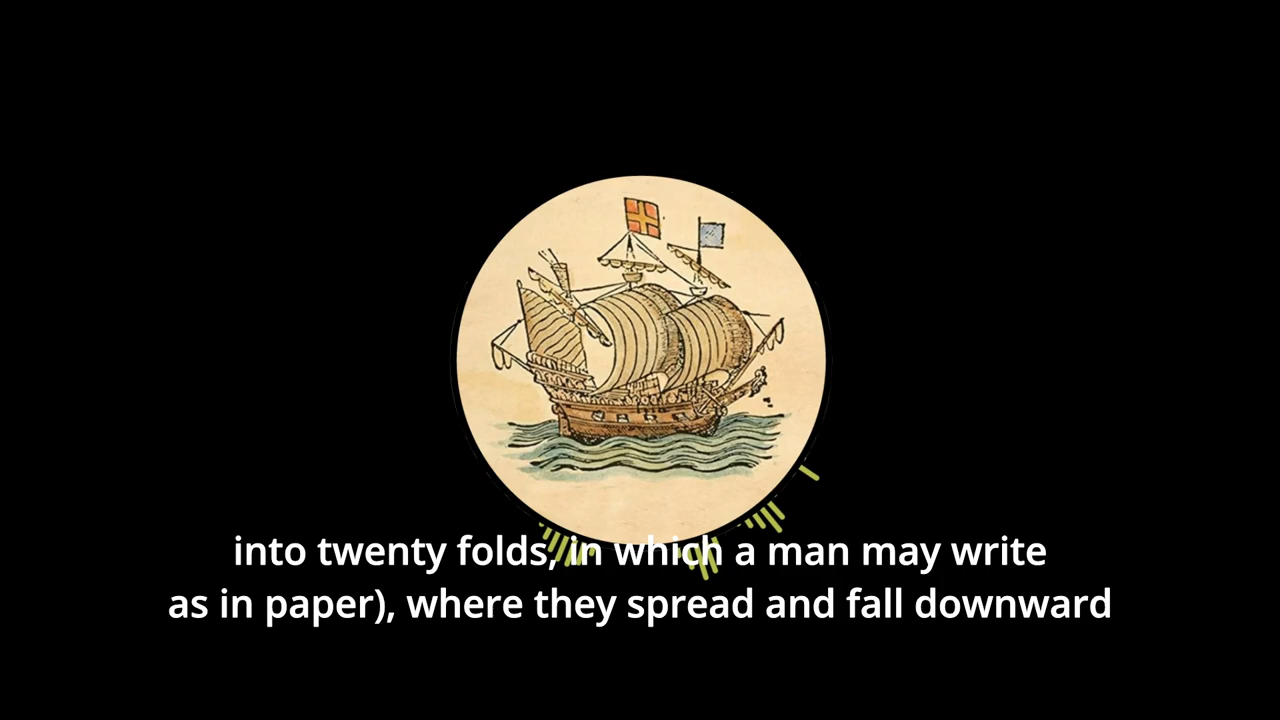 into twenty folds, in which a man may write
as in paper), where they spread and fall downward